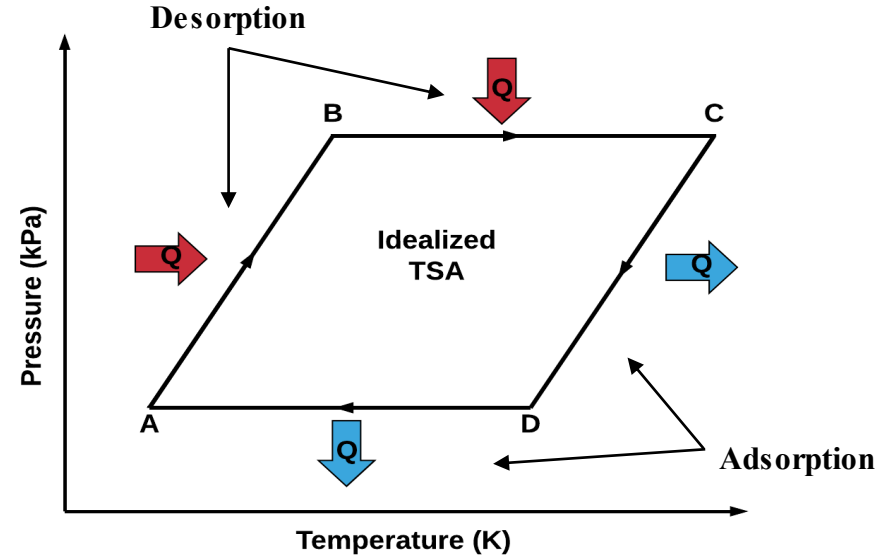 Desorption
Q
B
C
Pressure (kPa)
Idealized
TSA
Q
Q
A
D
Q
Adsorption
Temperature (K)